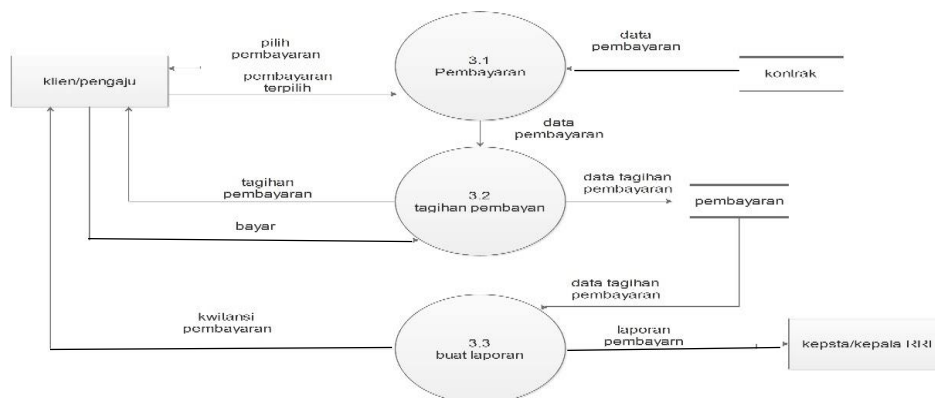 pilih
pembayaran
klien/pengaju
pembayaran
terpilih
3.1
Pembayaran
data
pembayaran
kontrak
data
pembayaran
tagihan
pembayaran
3.2
tagihan pembayan
data tagihan
pembayaran
pembayaran
bayar
data tagihan
pembayaran
kwilansi
pembayaran
3.3
buat laporan
laporan
pembayarn
kepsta/kepala RRI